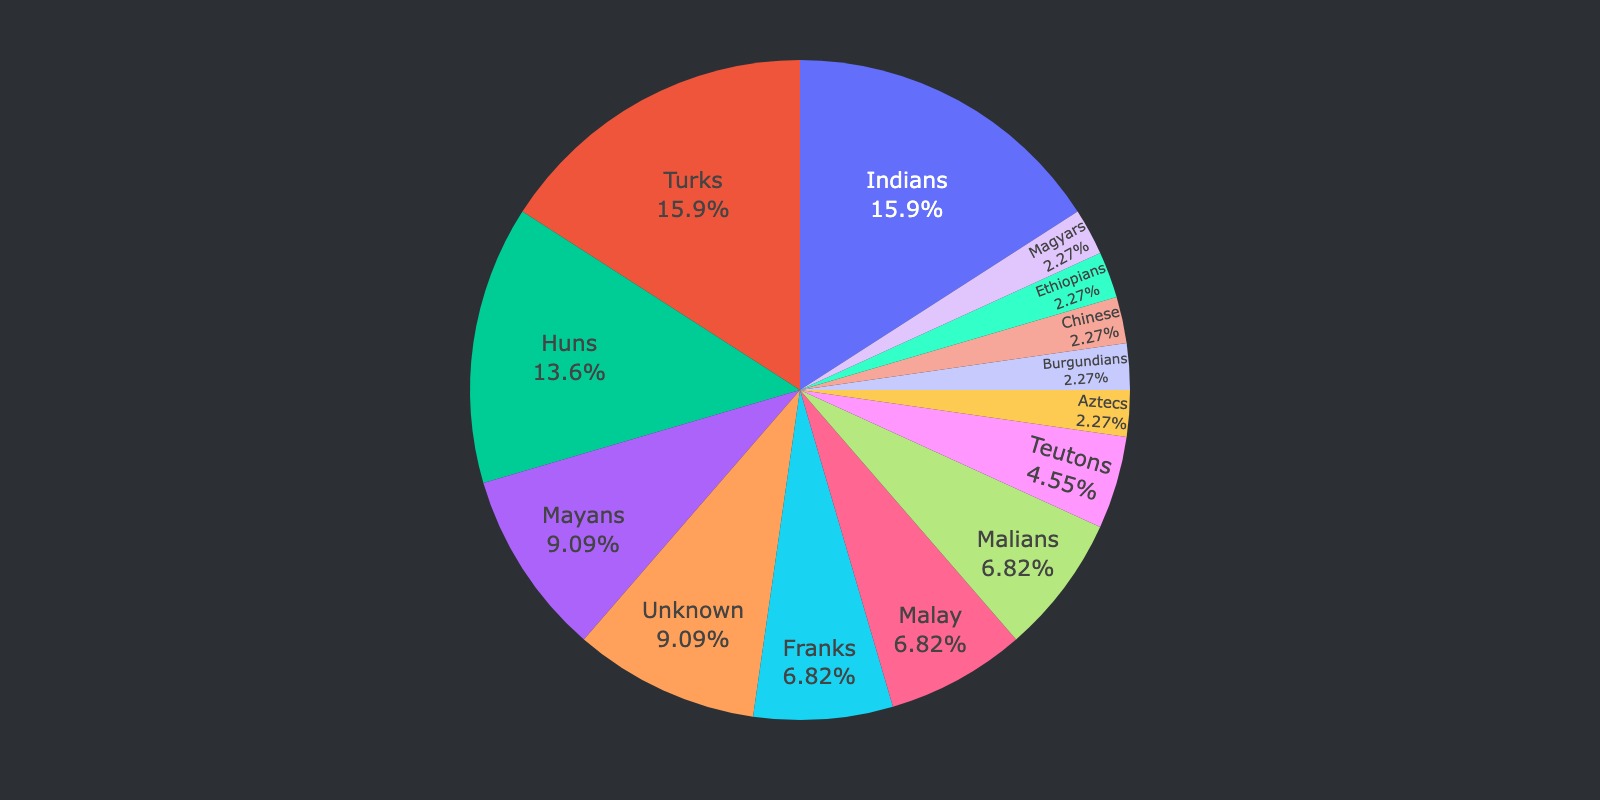 Turks
15.9%
Indians
15.9%
Magyars
2.27%
Ethiopians
2.27%
Chinese
2.27%
Burgundians
2.27%
Aztecs
2.27%
Teutons
4.55%
Malians
6.82%
Malay
6.82%
Franks
6.82%
Unknown
9.09%
Mayans
9.09%
Huns
13.6%